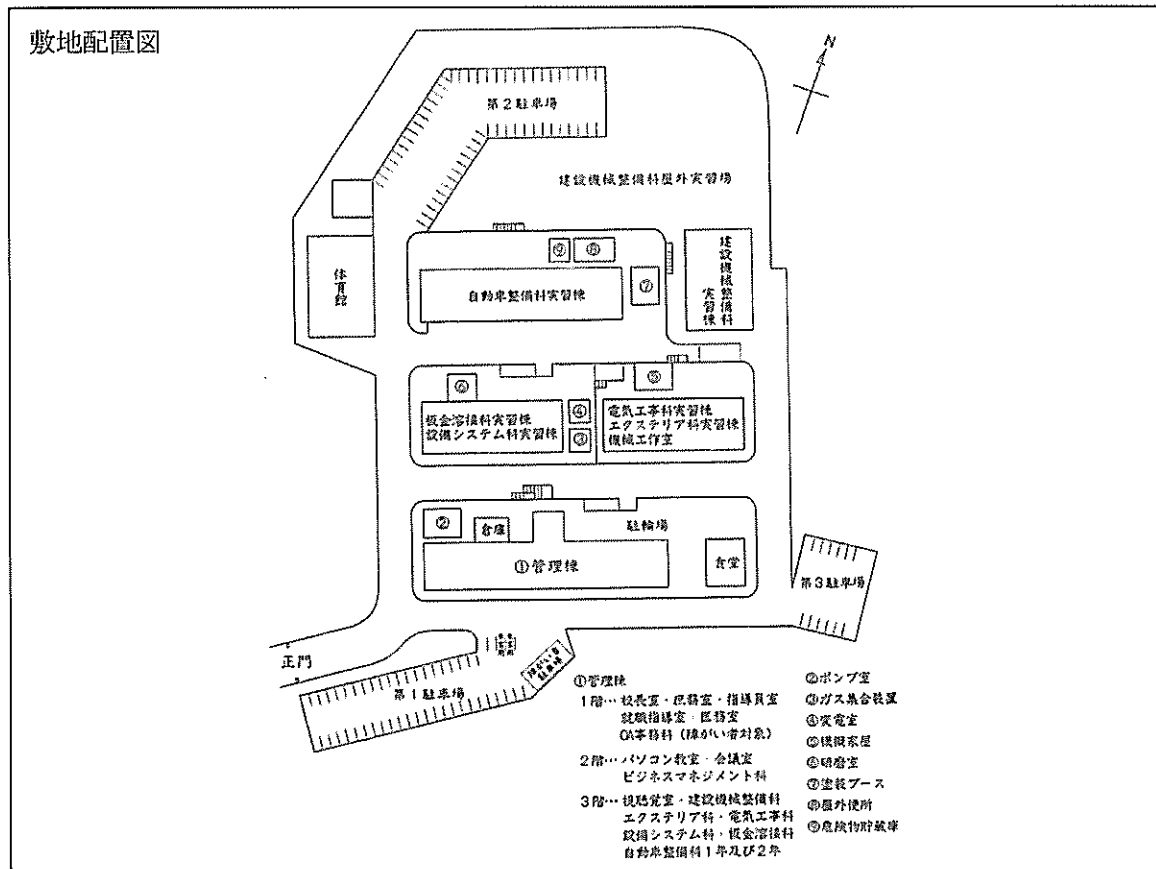 敷地配置図
N
第2駐車場
建設機械整備科屋外実習場
体育館
⑨
⑧
⑦
自動車整備科実習棟
建設機械整備科
実習棟
⑥
⑤
④
③
板金溶接科実習棟
設備システム科実習棟
電気工事科実習棟
エクステリア科実習棟
機械工作室
②
倉庫
駐輪場
①管理棟
食堂
第3駐車場
正門
第1駐車場
障がい者
駐車場
①管理棟
1階…校長室・庶務室・指導員室
就職指導室・医務室
OA事務科（障がい者対象）
2階…パソコン教室・会議室
ビジネスマネジメント科
3階…視聴覚室・建設機械整備科
エクステリア科・電気工事科
設備システム科・板金溶接科
自動車整備科1年及び2年
②ポンプ室
③ガス集合装置
④変電室
⑤模擬家屋
⑥研磨室
⑦塗装ブース
⑧屋外便所
⑨危険物貯蔵庫